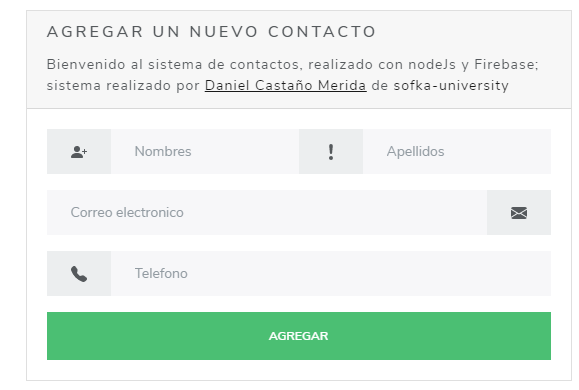 AGREGAR UN NUEVO CONTACTO
Bienvenido al sistema de contactos, realizado con nodeJs y Firebase;
sistema realizado por Daniel Castaño Merida de sofka-university
Nombres Apellidos
Correo electronico
Telefono
AGREGAR